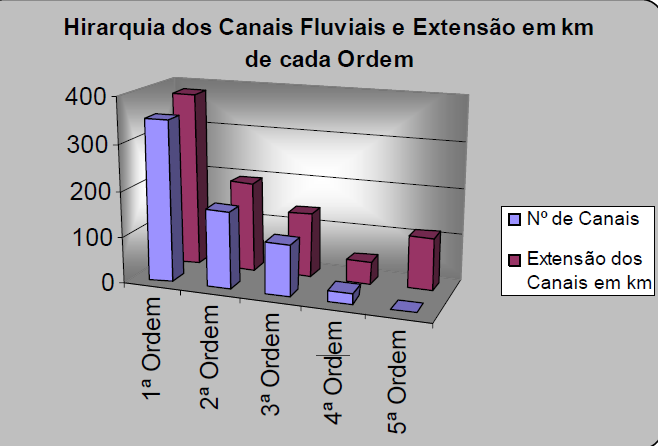 Hirarquia dos Canais Fluviais e Extensão em km
de cada Ordem
400
300
200
100
0
1ª Ordem
2ª Ordem
3ª Ordem
4ª Ordem
5ª Ordem
Nº de Canais
Extensão dos
Canais em km